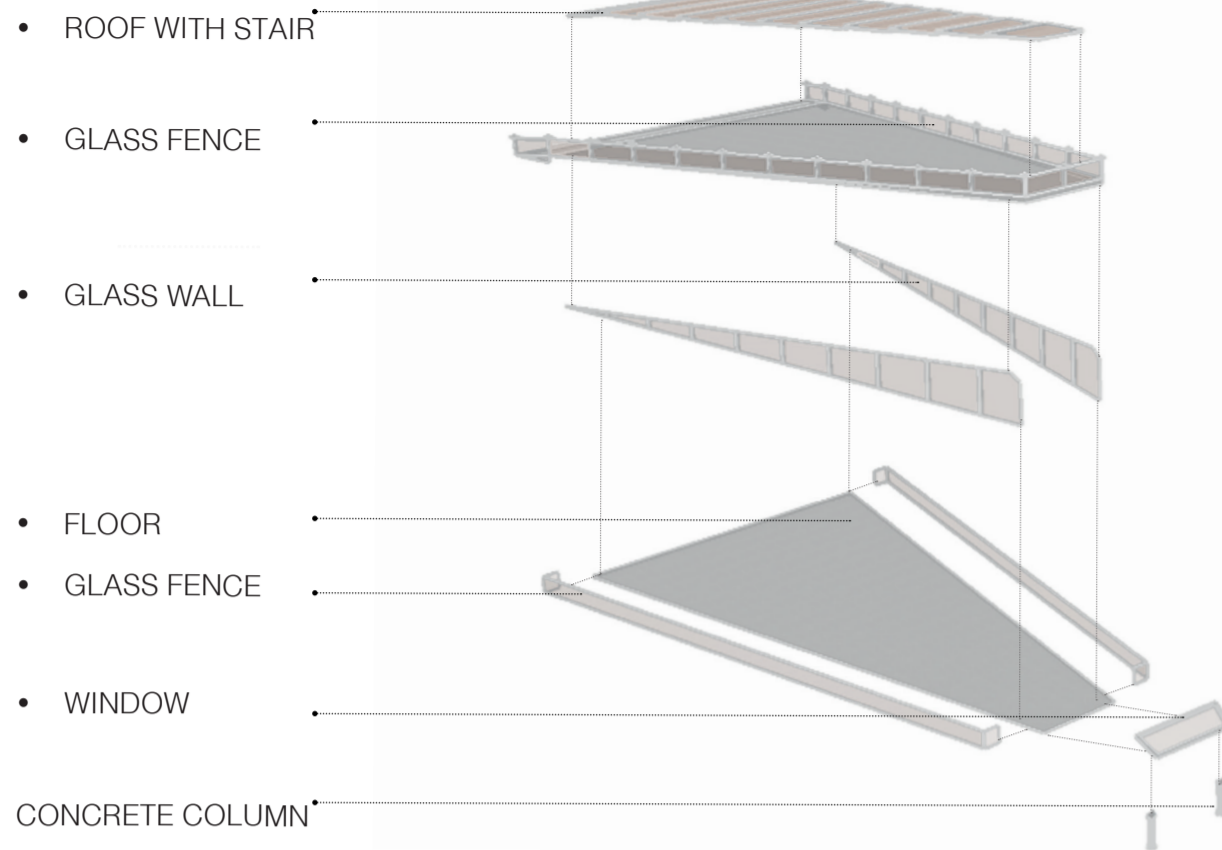 • ROOF WITH STAIR
• GLASS FENCE
• GLASS WALL
• FLOOR
• GLASS FENCE
• WINDOW
CONCRETE COLUMN